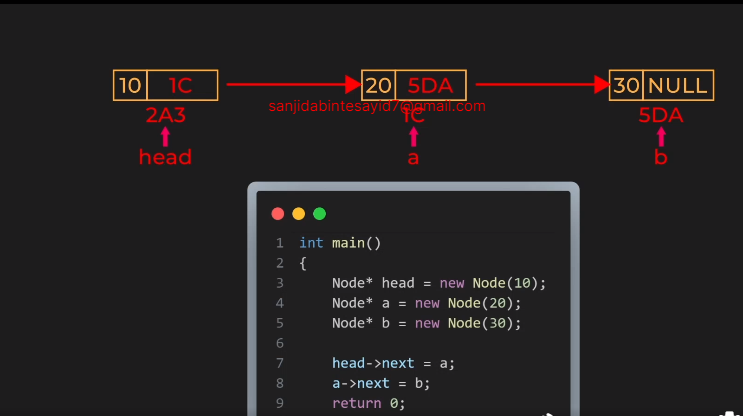 10 1C 20 5DA 30 NULL
sanjidabintesayid7@gmail.com
2A3 1C 5DA
head a b
1 int main()
2 {
3 Node* head = new Node(10);
4 Node* a = new Node(20);
5 Node* b = new Node(30);
6
7 head->next = a;
8 a->next = b;
9 return 0;